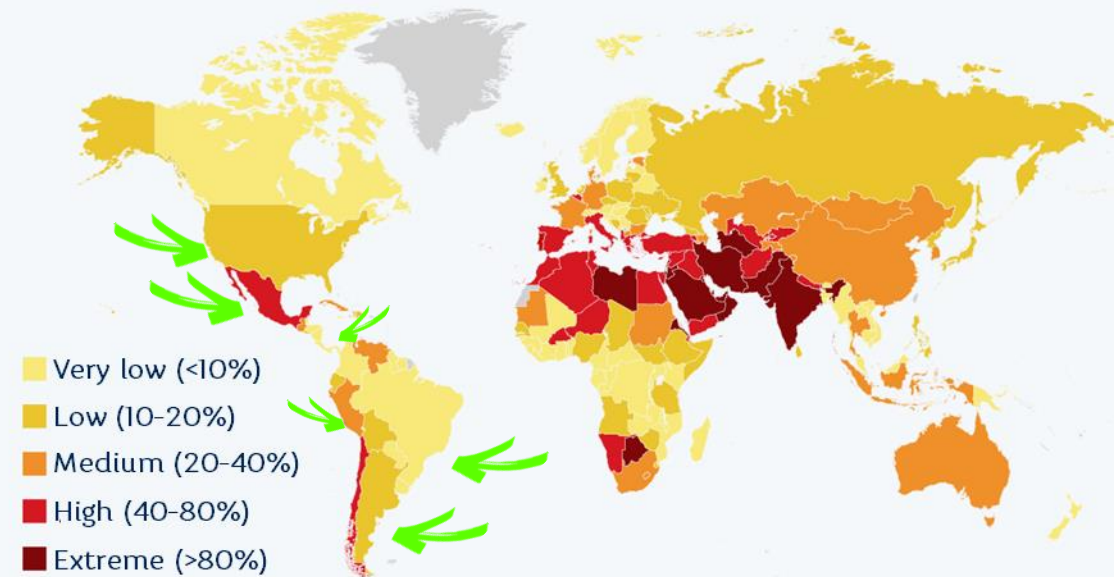 Very low (<10%)
Low (10-20%)
Medium (20-40%)
High (40-80%)
Extreme (>80%)